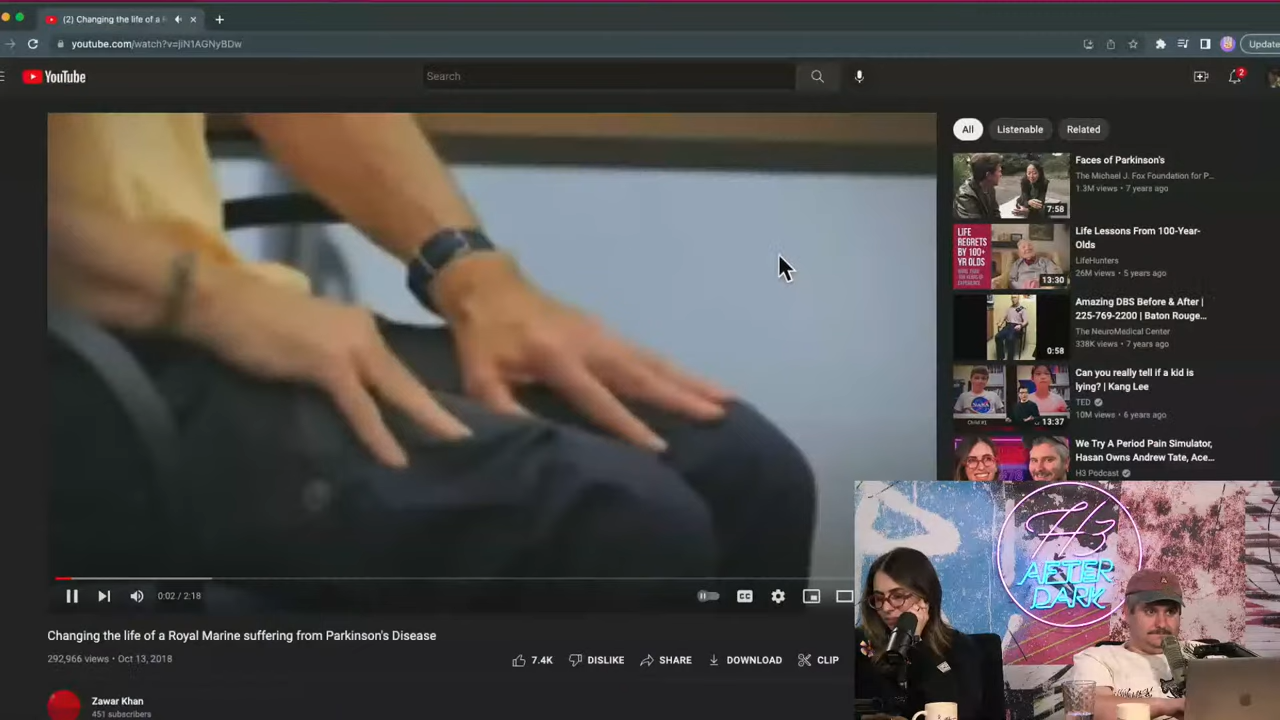 (2) Changing the life of a
youtube.com/watch?v=jiN1AGNyBDw
Update
YouTube
Search
2
All
Listenable
Related
Faces of Parkinson's
The Michael J. Fox Foundation for P...
1.3M views • 7 years ago
7:58
LIFE
REGRETS
BY 100+
YR OLDS
Life Lessons From 100-Year-
Olds
LifeHunters
26M views • 5 years ago
13:30
Amazing DBS Before & After |
225-769-2200 | Baton Rouge...
The NeuroMedical Center
338K views • 7 years ago
0:58
Can you really tell if a kid is
lying? | Kang Lee
TED
10M views • 6 years ago
13:37
We Try A Period Pain Simulator,
Hasan Owns Andrew Tate, Ace...
H3 Podcast
H3
AFTER
DARK
0:02 / 2:18
CC
Changing the life of a Royal Marine suffering from Parkinson's Disease
292,966 views • Oct 13, 2018
7.4K
DISLIKE
SHARE
DOWNLOAD
CLIP
Zawar Khan
451 subscribers